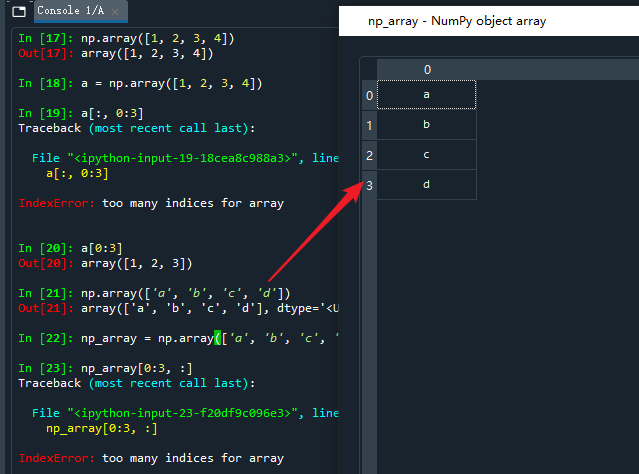 Console 1/A
In [17]: np.array([1, 2, 3, 4])
Out[17]: array([1, 2, 3, 4])
In [18]: a = np.array([1, 2, 3, 4])
In [19]: a[:, 0:3]
Traceback (most recent call last):
File "<ipython-input-19-18cea8c988a3>", line
a[:, 0:3]
IndexError: too many indices for array
In [20]: a[0:3]
Out[20]: array([1, 2, 3])
In [21]: np.array(['a', 'b', 'c', 'd'])
Out[21]: array(['a', 'b', 'c', 'd'], dtype='<U
In [22]: np_array = np.array(['a', 'b', 'c', '
In [23]: np_array[0:3, :]
Traceback (most recent call last):
File "<ipython-input-23-f20df9c096e3>", line
np_array[0:3, :]
IndexError: too many indices for array
np_array - NumPy object array
0
0 a
1 b
2 c
3 d